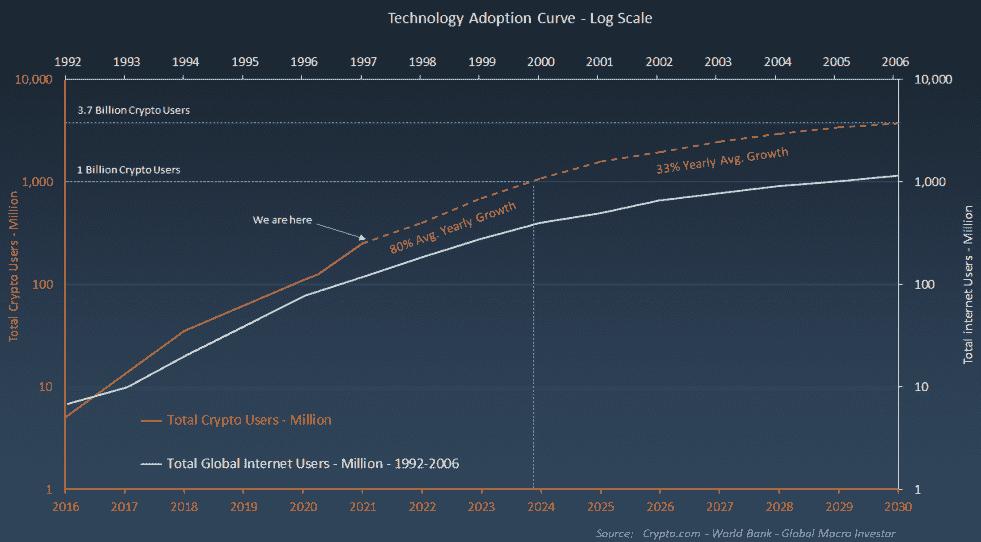 Technology Adoption Curve - Log Scale
1992 1993 1994 1995 1996 1997 1998 1999 2000 2001 2002 2003 2004 2005 2006
10,000 10,000
3.7 Billion Crypto Users
33% Yearly Avg. Growth
1 Billion Crypto Users
1,000 1,000
We are here
80% Avg. Yearly Growth
Total Crypto Users - Million
Total Internet Users - Million
100 100
10 10
Total Crypto Users - Million
Total Global Internet Users - Million - 1992-2006
1 1
2016 2017 2018 2019 2020 2021 2022 2023 2024 2025 2026 2027 2028 2029 2030
Source; Crypto.com - World Bank - Global Macro Investor